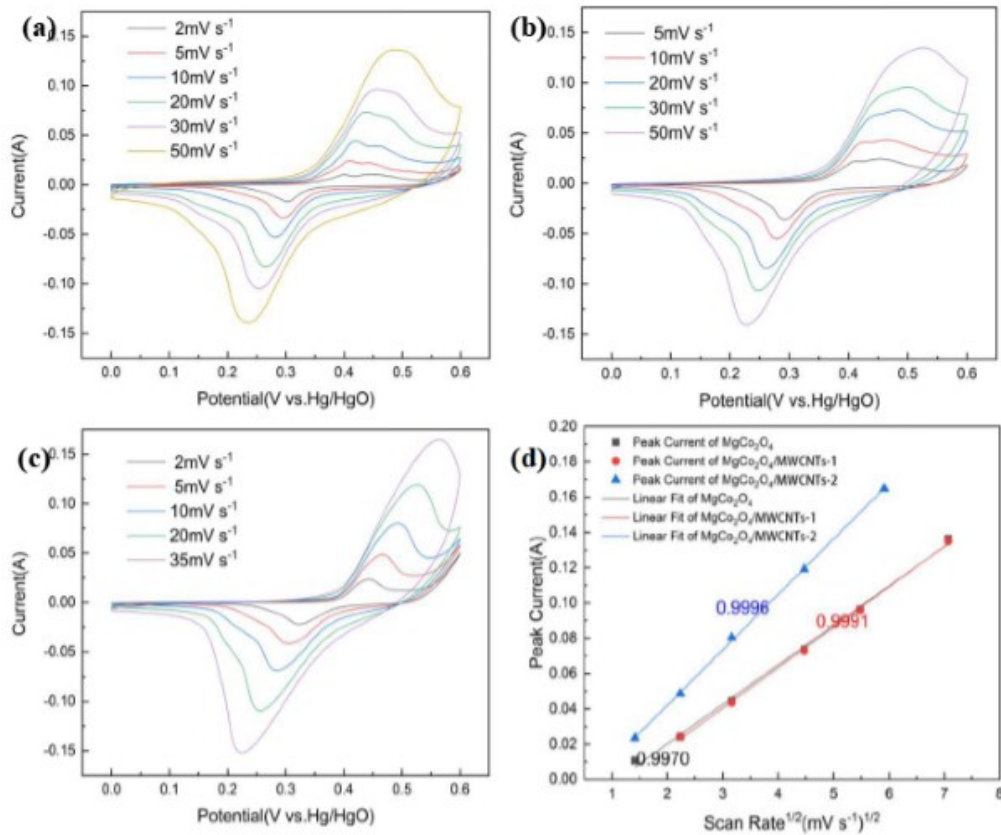 (a)
2mV s⁻¹
5mV s⁻¹
10mV s⁻¹
20mV s⁻¹
30mV s⁻¹
50mV s⁻¹
0.15
0.10
0.05
0.00
-0.05
-0.10
-0.15
Current(A)
0.0 0.1 0.2 0.3 0.4 0.5 0.6
Potential(V vs.Hg/HgO)
(b)
5mV s⁻¹
10mV s⁻¹
20mV s⁻¹
30mV s⁻¹
50mV s⁻¹
0.15
0.10
0.05
0.00
-0.05
-0.10
-0.15
Current(A)
0.0 0.1 0.2 0.3 0.4 0.5 0.6
Potential(V vs.Hg/HgO)
(c)
2mV s⁻¹
5mV s⁻¹
10mV s⁻¹
20mV s⁻¹
35mV s⁻¹
0.15
0.10
0.05
0.00
-0.05
-0.10
-0.15
Current(A)
0.0 0.1 0.2 0.3 0.4 0.5 0.6
Potential(V vs.Hg/HgO)
(d)
Peak Current of MgCo₂O₄
Peak Current of MgCo₂O₄/MWCNTs-1
Peak Current of MgCo₂O₄/MWCNTs-2
Linear Fit of MgCo₂O₄
Linear Fit of MgCo₂O₄/MWCNTs-1
Linear Fit of MgCo₂O₄/MWCNTs-2
0.9996
0.9991
0.9970
0.20
0.18
0.16
0.14
0.12
0.10
0.08
0.06
0.04
0.02
0.00
Peak Current(A)
1 2 3 4 5 6 7 8
Scan Rate¹ᐟ²(mV s⁻¹)¹ᐟ²